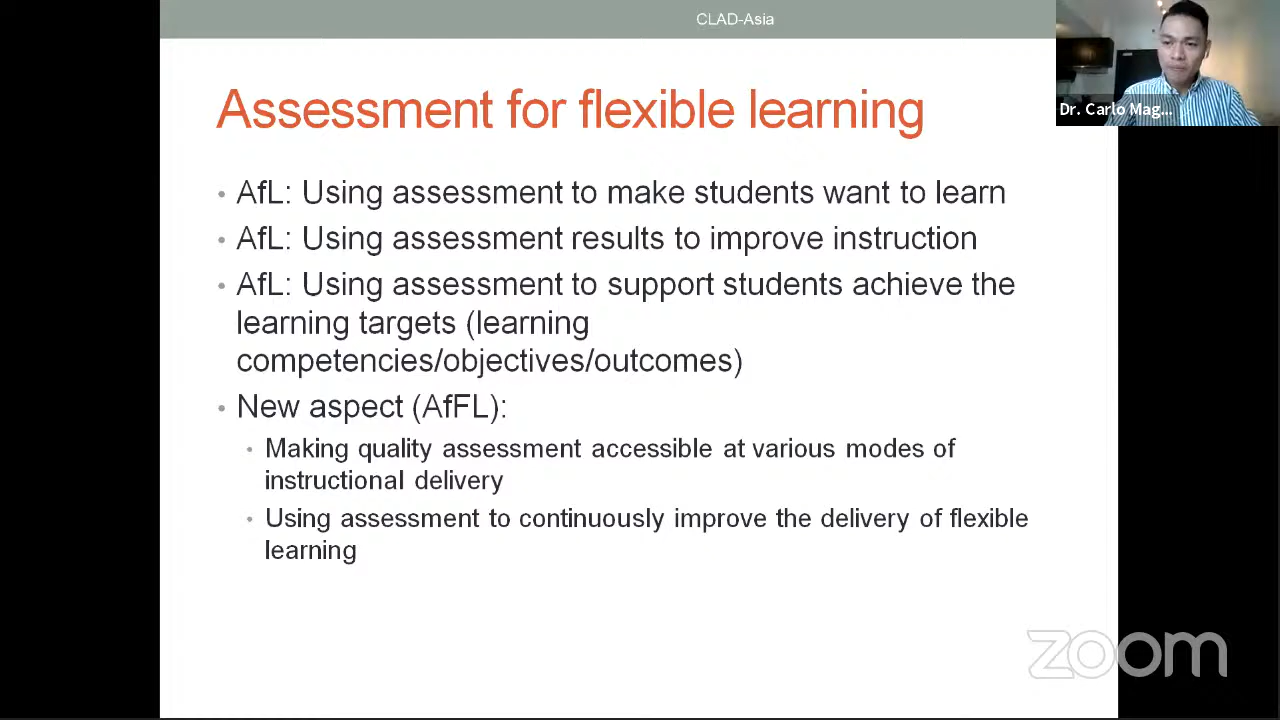 CLAD-Asia
Dr. Carlo Mag...
Assessment for flexible learning
• AfL: Using assessment to make students want to learn
• AfL: Using assessment results to improve instruction
• AfL: Using assessment to support students achieve the
learning targets (learning
competencies/objectives/outcomes)
• New aspect (AfFL):
• Making quality assessment accessible at various modes of
instructional delivery
• Using assessment to continuously improve the delivery of flexible
learning
zoom